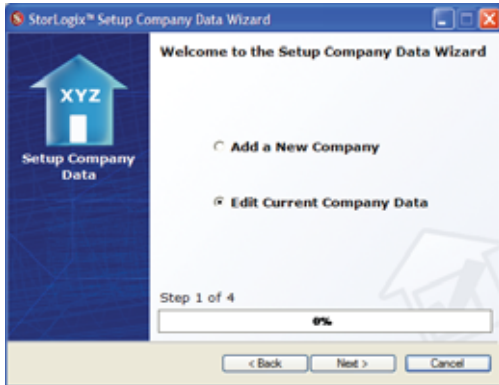 StorLogix™ Setup Company Data Wizard
Welcome to the Setup Company Data Wizard
XYZ
Setup Company
Data
Add a New Company
Edit Current Company Data
Step 1 of 4
0%
< Back
Next >
Cancel